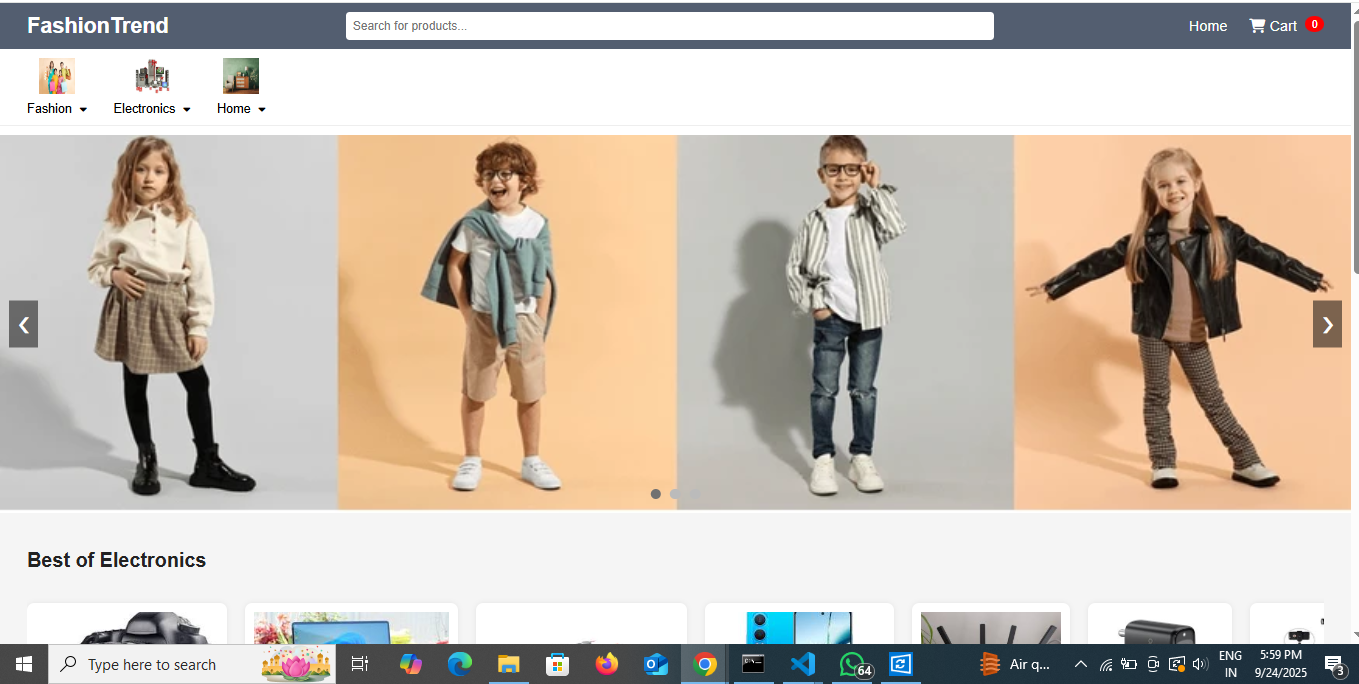 FashionTrend
Search for products...
Home
Cart
0
Fashion
Electronics
Home
❮
❯
Best of Electronics
Type here to search
64
Air q...
ENG
IN
5:59 PM
9/24/2025
3